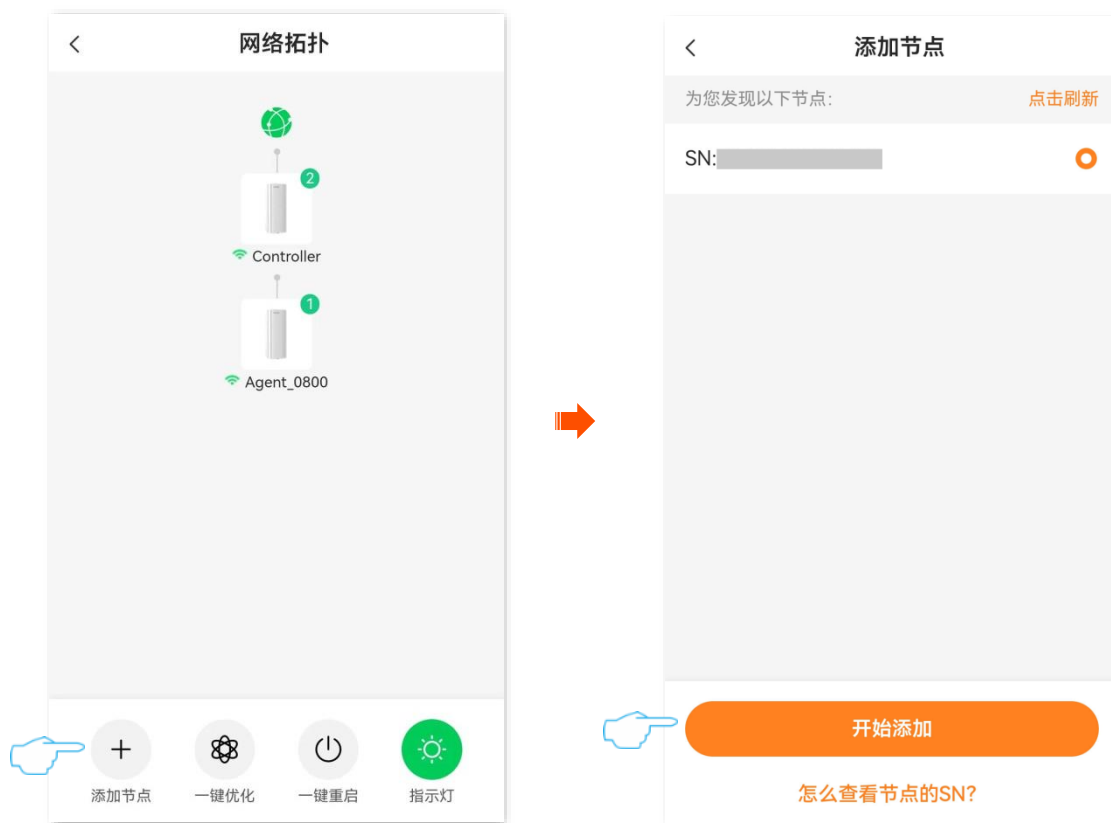 网络拓扑
2
Controller
1
Agent_0800
添加节点
一键优化
一键重启
指示灯
添加节点
为您发现以下节点:
点击刷新
SN:
开始添加
怎么查看节点的SN?